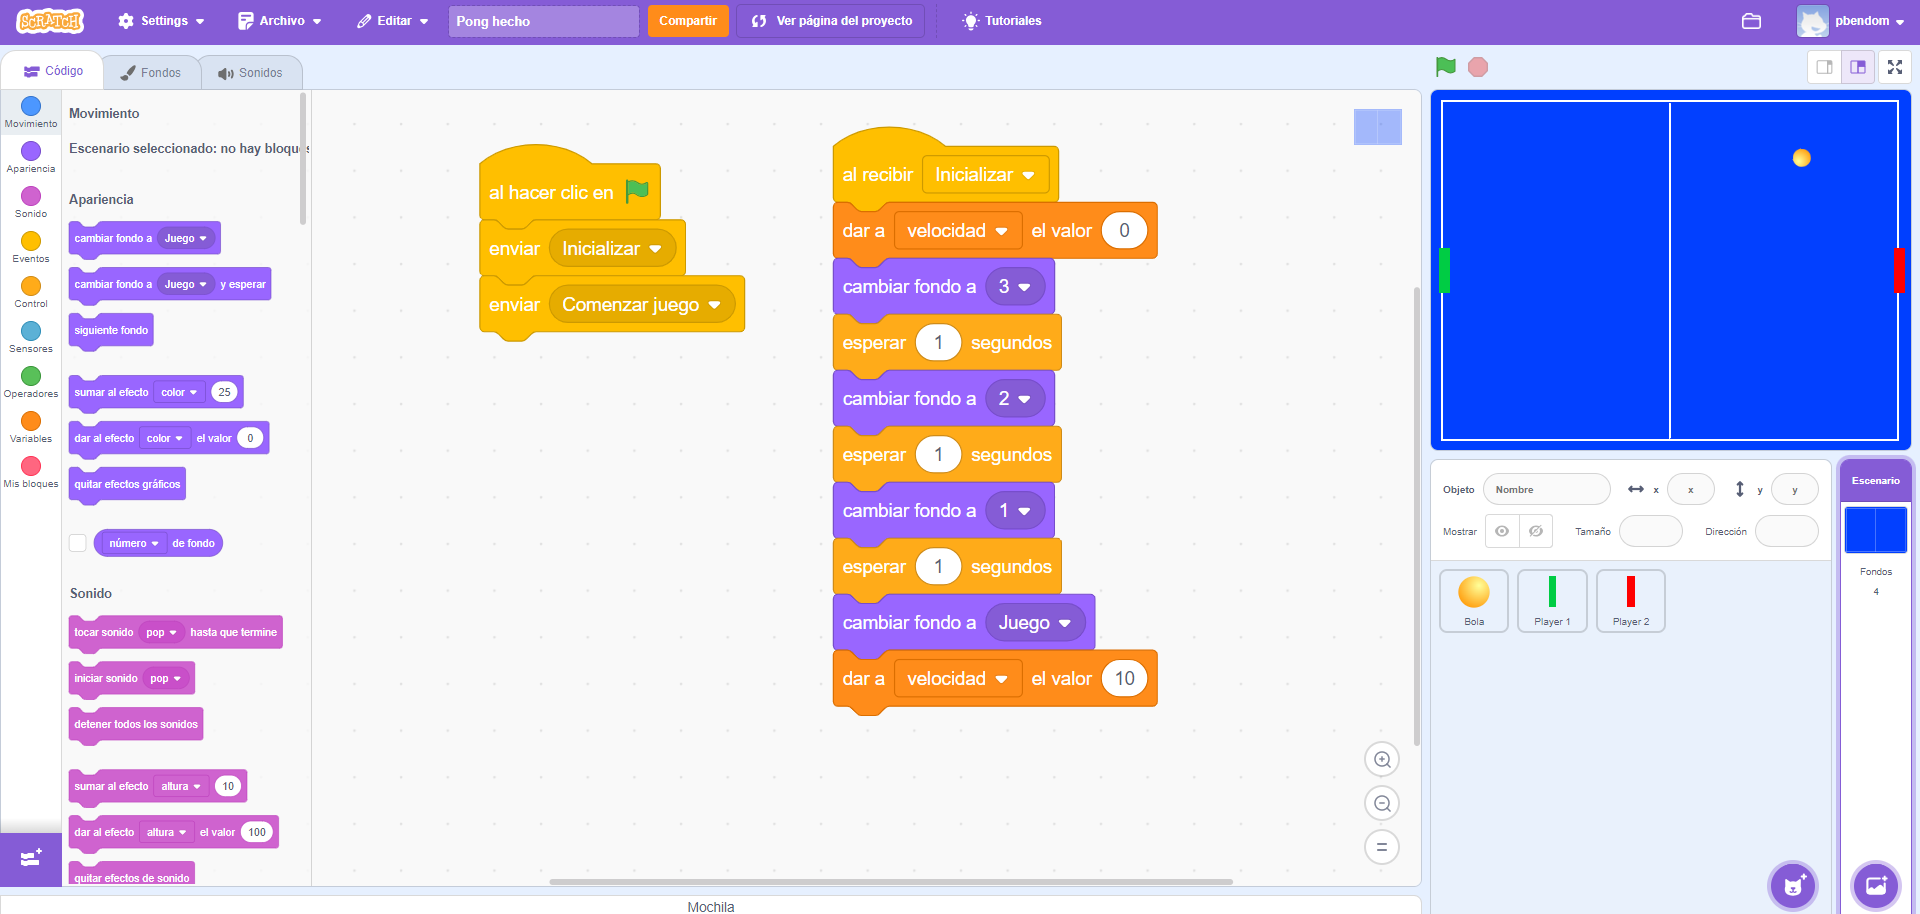 SCRATCH
Settings
Archivo
Editar
Pong hecho
Compartir
Ver página del proyecto
Tutoriales
pbendom
Código
Fondos
Sonidos
Movimiento
Apariencia
Sonido
Eventos
Control
Sensores
Operadores
Variables
Mis bloques
Movimiento
Escenario seleccionado: no hay bloques
Apariencia
cambiar fondo a Juego
cambiar fondo a Juego y esperar
siguiente fondo
sumar al efecto color 25
dar al efecto color el valor 0
quitar efectos gráficos
número de fondo
Sonido
tocar sonido pop hasta que termine
iniciar sonido pop
detener todos los sonidos
sumar al efecto altura 10
dar al efecto altura el valor 100
quitar efectos de sonido
al hacer clic en
enviar Inicializar
enviar Comenzar juego
al recibir Inicializar
dar a velocidad el valor 0
cambiar fondo a 3
esperar 1 segundos
cambiar fondo a 2
esperar 1 segundos
cambiar fondo a 1
esperar 1 segundos
cambiar fondo a Juego
dar a velocidad el valor 10
=
Mochila
Objeto Nombre x x y y
Mostrar Tamaño Dirección
Bola
Player 1
Player 2
Escenario
Fondos
4